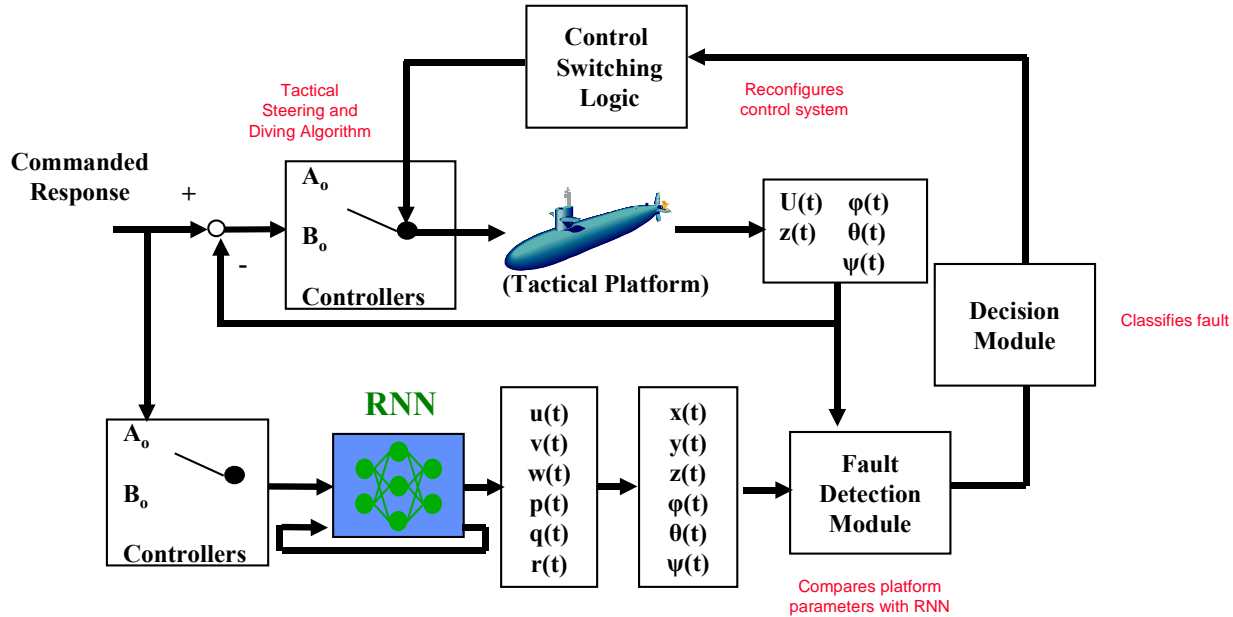 Control
Switching
Logic
Reconfigures
control system
Tactical
Steering and
Diving Algorithm
Commanded
Response
+
-
Aₒ
Bₒ
Controllers
(Tactical Platform)
U(t) φ(t)
z(t) θ(t)
ψ(t)
Decision
Module
Classifies fault
Aₒ
Bₒ
Controllers
RNN
u(t)
v(t)
w(t)
p(t)
q(t)
r(t)
x(t)
y(t)
z(t)
φ(t)
θ(t)
ψ(t)
Fault
Detection
Module
Compares platform
parameters with RNN